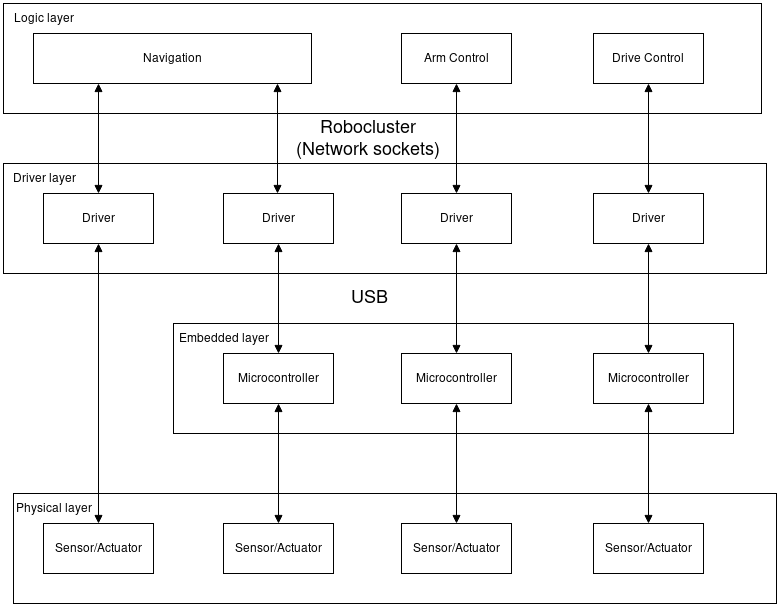 Logic layer
Navigation
Arm Control
Drive Control
Robocluster
(Network sockets)
Driver layer
Driver
Driver
Driver
Driver
USB
Embedded layer
Microcontroller
Microcontroller
Microcontroller
Physical layer
Sensor/Actuator
Sensor/Actuator
Sensor/Actuator
Sensor/Actuator